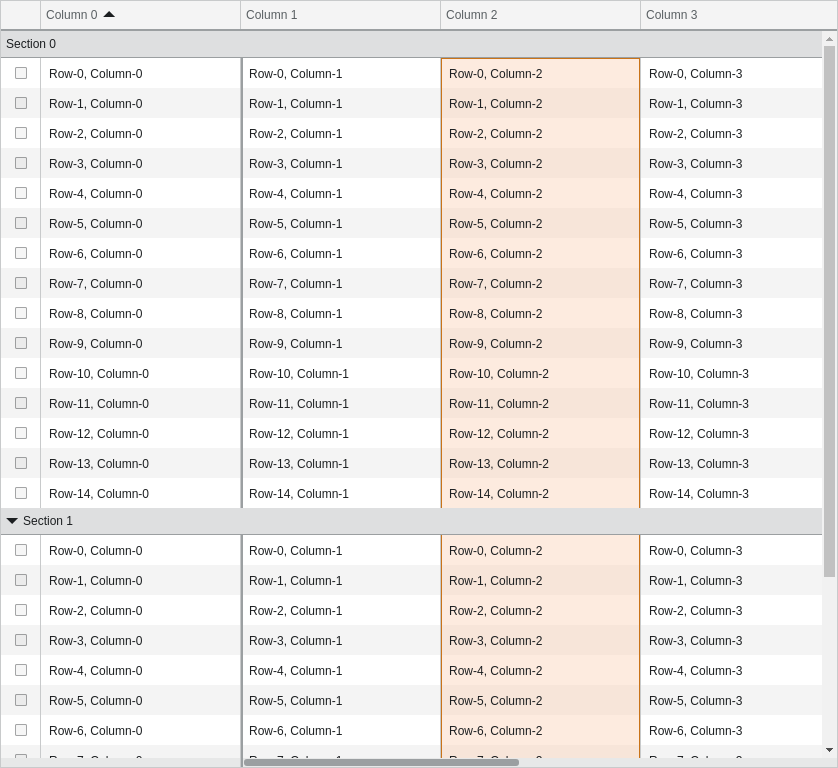 Column 0 Column 1 Column 2 Column 3
Section 0
Row-0, Column-0 Row-0, Column-1 Row-0, Column-2 Row-0, Column-3
Row-1, Column-0 Row-1, Column-1 Row-1, Column-2 Row-1, Column-3
Row-2, Column-0 Row-2, Column-1 Row-2, Column-2 Row-2, Column-3
Row-3, Column-0 Row-3, Column-1 Row-3, Column-2 Row-3, Column-3
Row-4, Column-0 Row-4, Column-1 Row-4, Column-2 Row-4, Column-3
Row-5, Column-0 Row-5, Column-1 Row-5, Column-2 Row-5, Column-3
Row-6, Column-0 Row-6, Column-1 Row-6, Column-2 Row-6, Column-3
Row-7, Column-0 Row-7, Column-1 Row-7, Column-2 Row-7, Column-3
Row-8, Column-0 Row-8, Column-1 Row-8, Column-2 Row-8, Column-3
Row-9, Column-0 Row-9, Column-1 Row-9, Column-2 Row-9, Column-3
Row-10, Column-0 Row-10, Column-1 Row-10, Column-2 Row-10, Column-3
Row-11, Column-0 Row-11, Column-1 Row-11, Column-2 Row-11, Column-3
Row-12, Column-0 Row-12, Column-1 Row-12, Column-2 Row-12, Column-3
Row-13, Column-0 Row-13, Column-1 Row-13, Column-2 Row-13, Column-3
Row-14, Column-0 Row-14, Column-1 Row-14, Column-2 Row-14, Column-3
Section 1
Row-0, Column-0 Row-0, Column-1 Row-0, Column-2 Row-0, Column-3
Row-1, Column-0 Row-1, Column-1 Row-1, Column-2 Row-1, Column-3
Row-2, Column-0 Row-2, Column-1 Row-2, Column-2 Row-2, Column-3
Row-3, Column-0 Row-3, Column-1 Row-3, Column-2 Row-3, Column-3
Row-4, Column-0 Row-4, Column-1 Row-4, Column-2 Row-4, Column-3
Row-5, Column-0 Row-5, Column-1 Row-5, Column-2 Row-5, Column-3
Row-6, Column-0 Row-6, Column-1 Row-6, Column-2 Row-6, Column-3